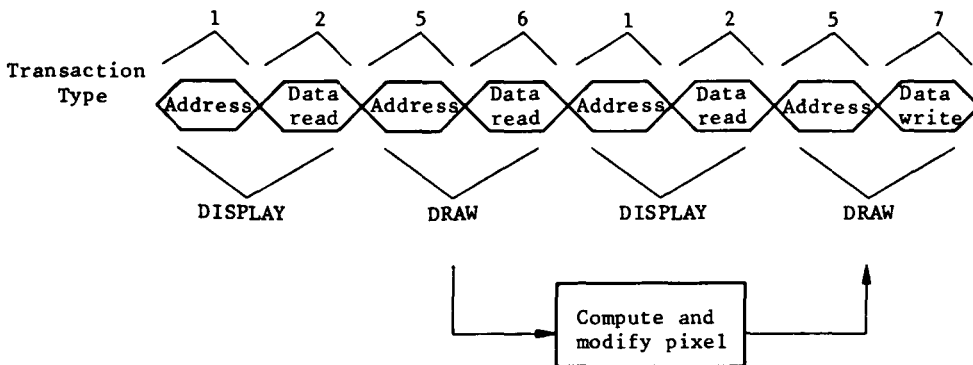 1 2 5 6 1 2 5 7
Transaction
Type
Address Data read Address Data read Address Data read Address Data write
DISPLAY DRAW DISPLAY DRAW
Compute and
modify pixel